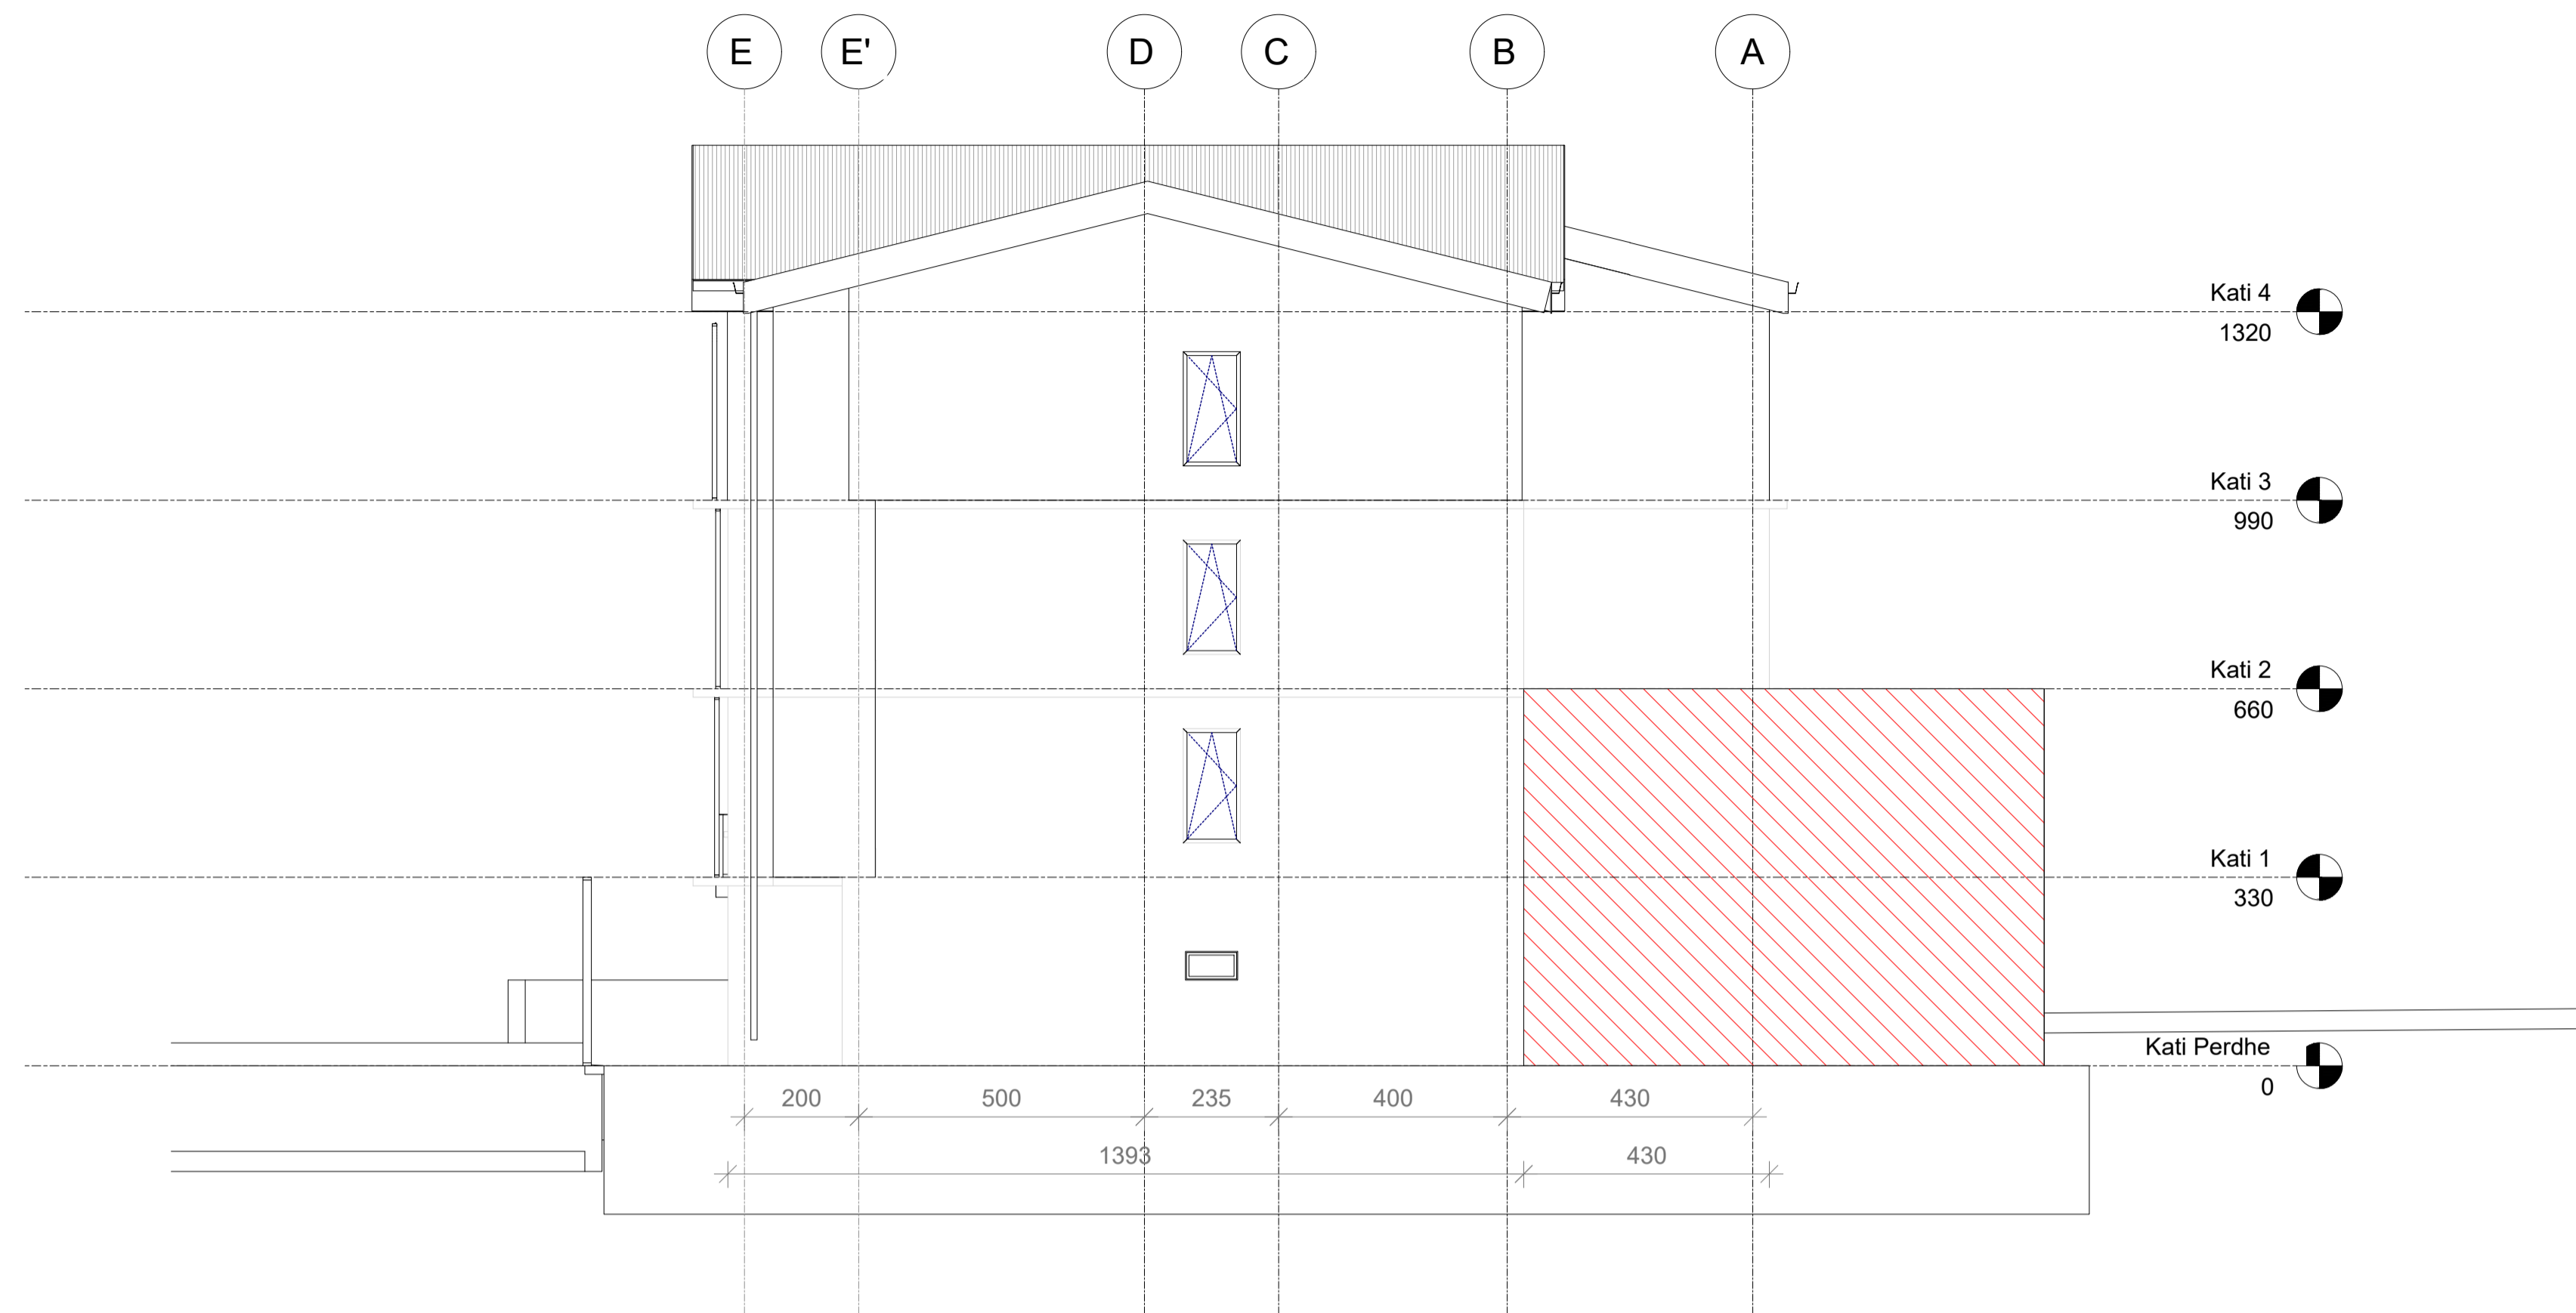 E E' D C B A
Kati 4
1320
Kati 3
990
Kati 2
660
Kati 1
330
Kati Perdhe
0
200 500 235 400 430
1393 430